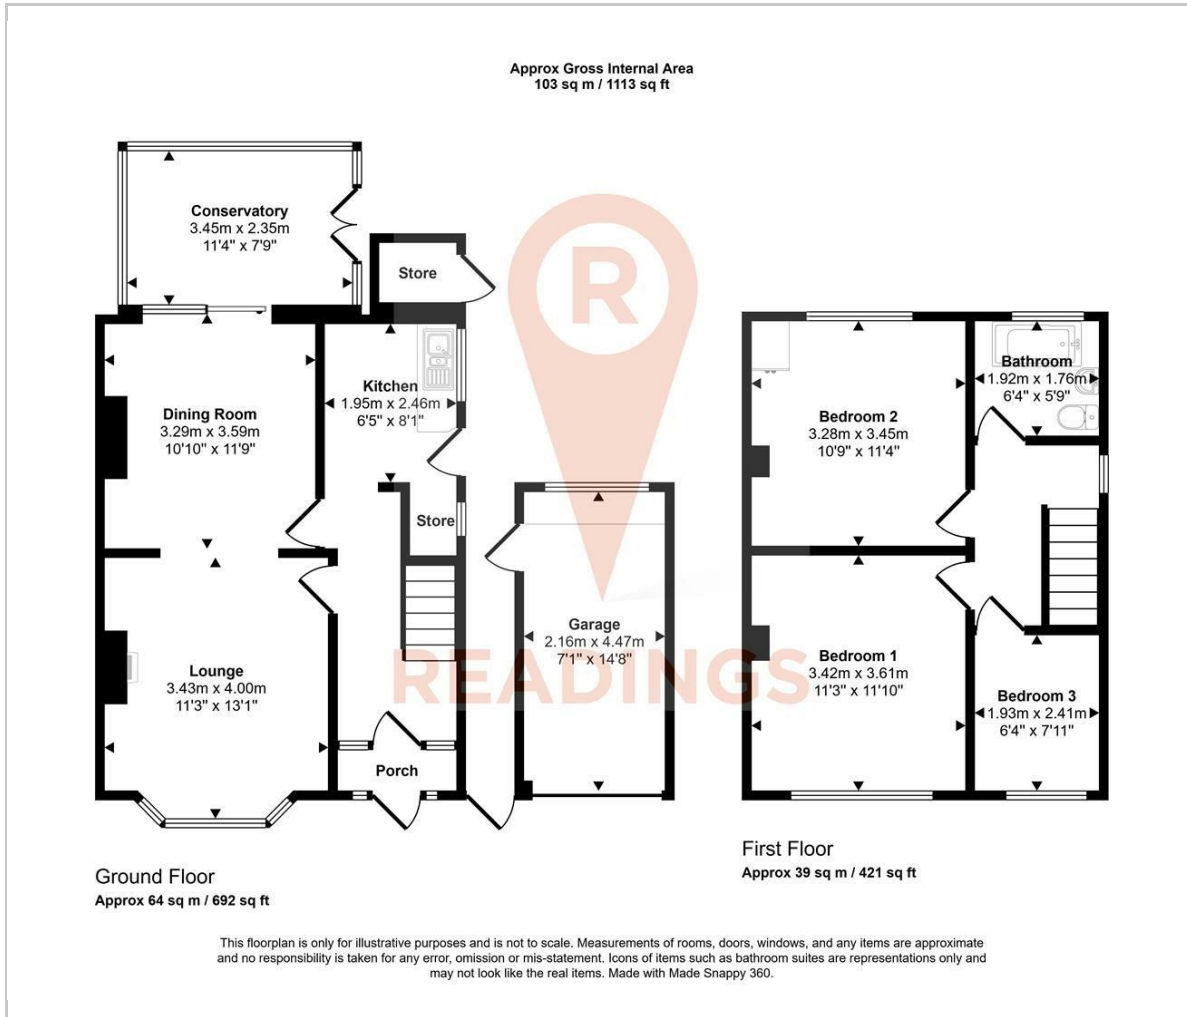 Approx Gross Internal Area
103 sq m / 1113 sq ft
Conservatory
3.45m x 2.35m
11'4" x 7'9"
Store
Kitchen
1.95m x 2.46m
6'5" x 8'1"
Dining Room
3.29m x 3.59m
10'10" x 11'9"
Store
Lounge
3.43m x 4.00m
11'3" x 13'1"
Porch
Garage
2.16m x 4.47m
7'1" x 14'8"
R
READINGS
Bathroom
1.92m x 1.76m
6'4" x 5'9"
Bedroom 2
3.28m x 3.45m
10'9" x 11'4"
Bedroom 1
3.42m x 3.61m
11'3" x 11'10"
Bedroom 3
1.93m x 2.41m
6'4" x 7'11"
Ground Floor
Approx 64 sq m / 692 sq ft
First Floor
Approx 39 sq m / 421 sq ft
This floorplan is only for illustrative purposes and is not to scale. Measurements of rooms, doors, windows, and any items are approximate
and no responsibility is taken for any error, omission or mis-statement. Icons of items such as bathroom suites are representations only and
may not look like the real items. Made with Made Snappy 360.